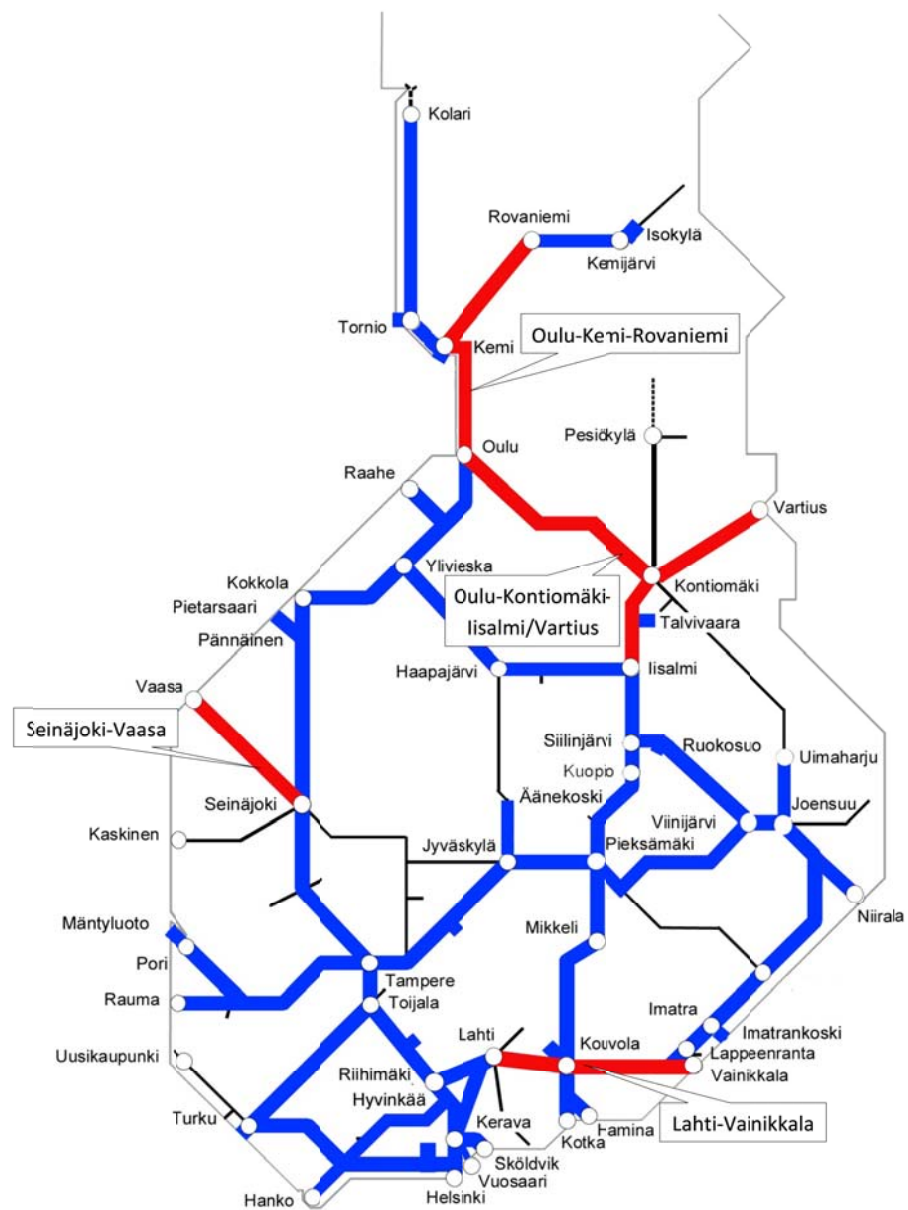 Kolari
Rovaniemi
Isokylä
Kemijärvi
Tornio
Kemi
Oulu-Kemi-Rovaniemi
Oulu
Pesiökylä
Raahe
Vartius
Ylivieska
Kokkola
Kontiomäki
Pietarsaari
Oulu-Kontiomäki-
Iisalmi/Vartius
Talvivaara
Pännäinen
Haapajärvi
Iisalmi
Vaasa
Seinäjoki-Vaasa
Siilinjärvi
Ruokosuo
Uimaharju
Kuopio
Äänekoski
Seinäjoki
Viinijärvi
Joensuu
Kaskinen
Jyväskylä
Pieksämäki
Niirala
Mäntyluoto
Mikkeli
Pori
Tampere
Rauma
Toijala
Imatra
Imatrankoski
Lahti
Kouvola
Lappeenranta
Uusikaupunki
Vainikkala
Riihimäki
Hyvinkää
Turku
Kerava
Hamina
Lahti-Vainikkala
Kotka
Sköldvik
Vuosaari
Helsinki
Hanko